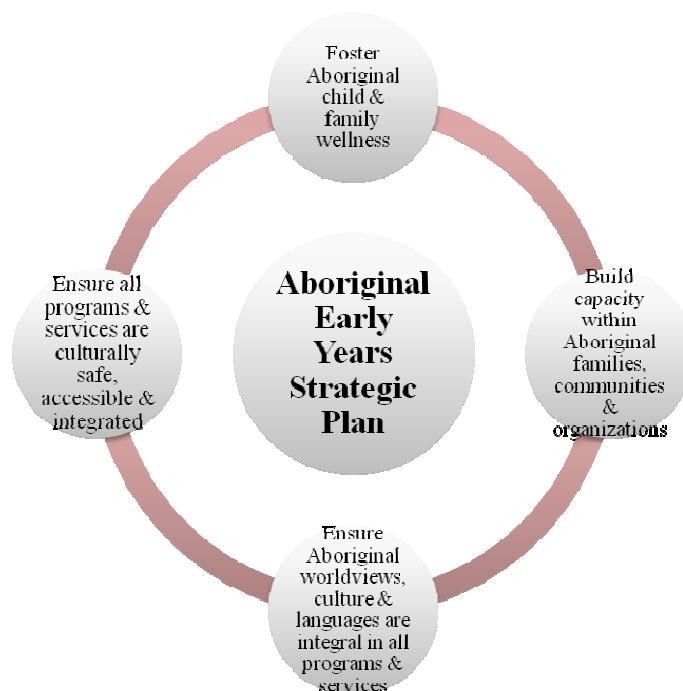 Foster
Aboriginal
child &
family
wellness
Build
capacity
within
Aboriginal
families,
communities
&
organizations
Ensure
Aboriginal
worldviews,
culture &
languages are
integral in all
programs &
services
Ensure all
programs &
services are
culturally
safe,
accessible &
integrated
Aboriginal
Early
Years
Strategic
Plan